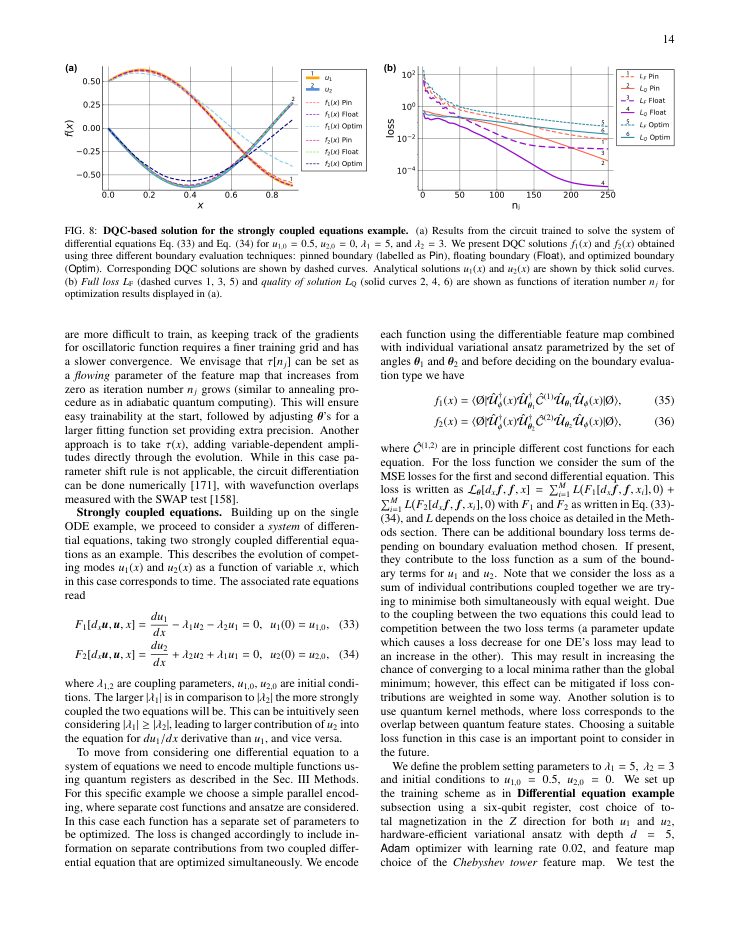 14
(a)
0.50
0.25
0.00
−0.25
−0.50
f(x)
0.0
0.2
0.4
0.6
0.8
x
2
1
1
u1
2
u2
f1(x) Pin
f1(x) Float
f1(x) Optim
f2(x) Pin
f2(x) Float
f2(x) Optim
(b)
10^2
10^0
10^−2
10^−4
loss
0
50
100
150
200
250
nj
5
6
1
3
2
4
1
LF Pin
2
LQ Pin
3
LF Float
4
LQ Float
5
LF Optim
6
LQ Optim
FIG. 8: DQC-based solution for the strongly coupled equations example. (a) Results from the circuit trained to solve the system of
differential equations Eq. (33) and Eq. (34) for u1,0 = 0.5, u2,0 = 0, λ1 = 5, and λ2 = 3. We present DQC solutions f1(x) and f2(x) obtained
using three different boundary evaluation techniques: pinned boundary (labelled as Pin), floating boundary (Float), and optimized boundary
(Optim). Corresponding DQC solutions are shown by dashed curves. Analytical solutions u1(x) and u2(x) are shown by thick solid curves.
(b) Full loss LF (dashed curves 1, 3, 5) and quality of solution LQ (solid curves 2, 4, 6) are shown as functions of iteration number nj for
optimization results displayed in (a).
are more difficult to train, as keeping track of the gradients
for oscillatoric function requires a finer training grid and has
a slower convergence. We envisage that τ[nj] can be set as
a flowing parameter of the feature map that increases from
zero as iteration number nj grows (similar to annealing pro-
cedure as in adiabatic quantum computing). This will ensure
easy trainability at the start, followed by adjusting θ's for a
larger fitting function set providing extra precision. Another
approach is to take τ(x), adding variable-dependent ampli-
tudes directly through the evolution. While in this case pa-
rameter shift rule is not applicable, the circuit differentiation
can be done numerically [171], with wavefunction overlaps
measured with the SWAP test [158].
Strongly coupled equations. Building up on the single
ODE example, we proceed to consider a system of differen-
tial equations, taking two strongly coupled differential equa-
tions as an example. This describes the evolution of compet-
ing modes u1(x) and u2(x) as a function of variable x, which
in this case corresponds to time. The associated rate equations
read
F1[dxu, u, x] = du1/dx − λ1u2 − λ2u1 = 0, u1(0) = u1,0, (33)
F2[dxu, u, x] = du2/dx + λ2u2 + λ1u1 = 0, u2(0) = u2,0, (34)
where λ1,2 are coupling parameters, u1,0, u2,0 are initial condi-
tions. The larger |λ1| is in comparison to |λ2| the more strongly
coupled the two equations will be. This can be intuitively seen
considering |λ1| ≥ |λ2|, leading to larger contribution of u2 into
the equation for du1/dx derivative than u1, and vice versa.
To move from considering one differential equation to a
system of equations we need to encode multiple functions us-
ing quantum registers as described in the Sec. III Methods.
For this specific example we choose a simple parallel encod-
ing, where separate cost functions and ansatze are considered.
In this case each function has a separate set of parameters to
be optimized. The loss is changed accordingly to include in-
formation on separate contributions from two coupled differ-
ential equation that are optimized simultaneously. We encode
each function using the differentiable feature map combined
with individual variational ansatz parametrized by the set of
angles θ1 and θ2 and before deciding on the boundary evalua-
tion type we have
f1(x) = ⟨Ø|Û†ϕ(x)Û†θ1 Ĉ(1)Ûθ1Ûϕ(x)|Ø⟩, (35)
f2(x) = ⟨Ø|Û†ϕ(x)Û†θ2 Ĉ(2)Ûθ2Ûϕ(x)|Ø⟩, (36)
where Ĉ(1,2) are in principle different cost functions for each
equation. For the loss function we consider the sum of the
MSE losses for the first and second differential equation. This
loss is written as ℒθ[dxf, f, x] = ∑Mi=1 L(F1[dxf, f, xi], 0) +
∑Mi=1 L(F2[dxf, f, xi], 0) with F1 and F2 as written in Eq. (33)-
(34), and L depends on the loss choice as detailed in the Meth-
ods section. There can be additional boundary loss terms de-
pending on boundary evaluation method chosen. If present,
they contribute to the loss function as a sum of the bound-
ary terms for u1 and u2. Note that we consider the loss as a
sum of individual contributions coupled together we are try-
ing to minimise both simultaneously with equal weight. Due
to the coupling between the two equations this could lead to
competition between the two loss terms (a parameter update
which causes a loss decrease for one DE's loss may lead to
an increase in the other). This may result in increasing the
chance of converging to a local minima rather than the global
minimum; however, this effect can be mitigated if loss con-
tributions are weighted in some way. Another solution is to
use quantum kernel methods, where loss corresponds to the
overlap between quantum feature states. Choosing a suitable
loss function in this case is an important point to consider in
the future.
We define the problem setting parameters to λ1 = 5, λ2 = 3
and initial conditions to u1,0 = 0.5, u2,0 = 0. We set up
the training scheme as in Differential equation example
subsection using a six-qubit register, cost choice of to-
tal magnetization in the Z direction for both u1 and u2,
hardware-efficient variational ansatz with depth d = 5,
Adam optimizer with learning rate 0.02, and feature map
choice of the Chebyshev tower feature map. We test the